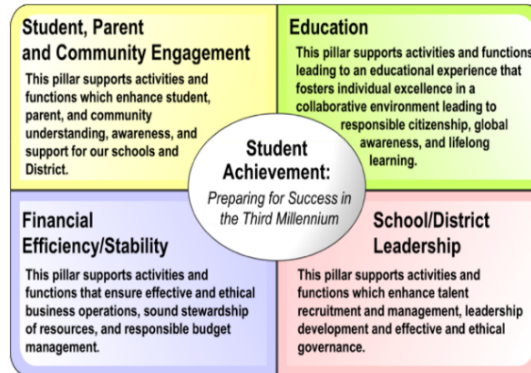 Student, Parent
and Community Engagement
This pillar supports activities and
functions which enhance student,
parent, and community
understanding, awareness, and
support for our schools and
District.
Education
This pillar supports activities and functions
leading to an educational experience that
fosters individual excellence in a
collaborative environment leading to
responsible citizenship, global
awareness, and lifelong
learning.
Student
Achievement:
Preparing for Success in
the Third Millennium
Financial
Efficiency/Stability
This pillar supports activities and
functions that ensure effective and ethical
business operations, sound stewardship
of resources, and responsible budget
management.
School/District
Leadership
This pillar supports activities and
functions which enhance talent
recruitment and management, leadership
development and effective and ethical
governance.